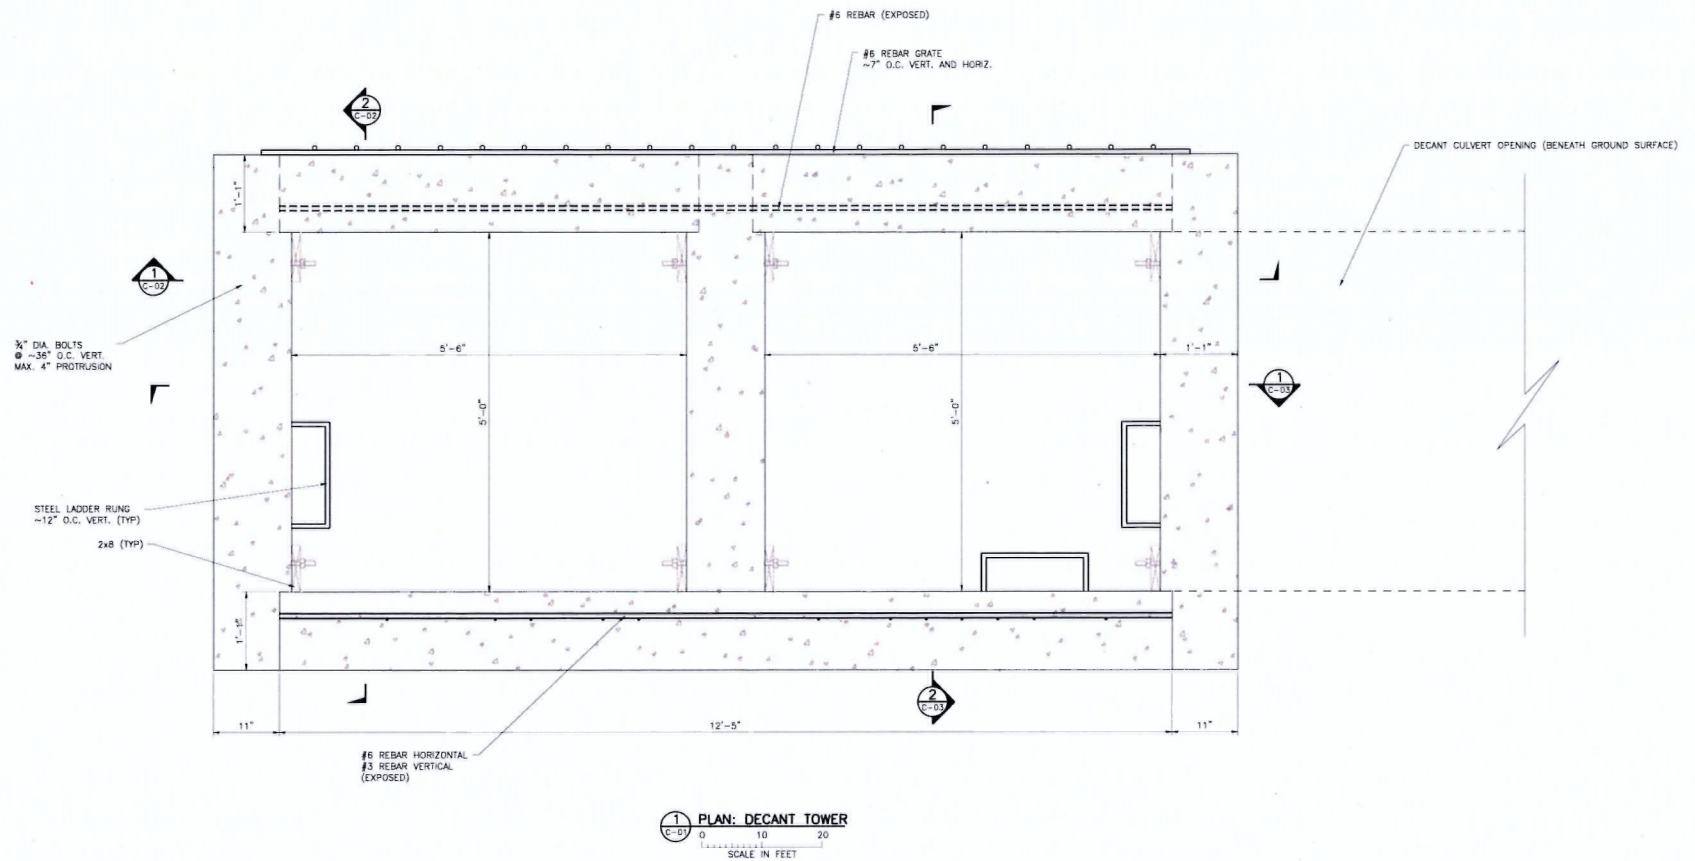 #6 REBAR (EXPOSED)
#6 REBAR GRATE
~7" O.C. VERT. AND HORIZ.
2
C-02
DECANT CULVERT OPENING (BENEATH GROUND SURFACE)
1'-1"
1
C-02
¾" DIA. BOLTS
@ ~36" O.C. VERT.
MAX. 4" PROTRUSION
5'-6"
5'-6"
1'-1"
1
C-03
5'-0"
5'-0"
STEEL LADDER RUNG
~12" O.C. VERT. (TYP)
2x8 (TYP)
1'-1"
2
C-03
11"
12'-5"
11"
#6 REBAR HORIZONTAL
#3 REBAR VERTICAL
(EXPOSED)
1
C-01
PLAN: DECANT TOWER
0 10 20
SCALE IN FEET